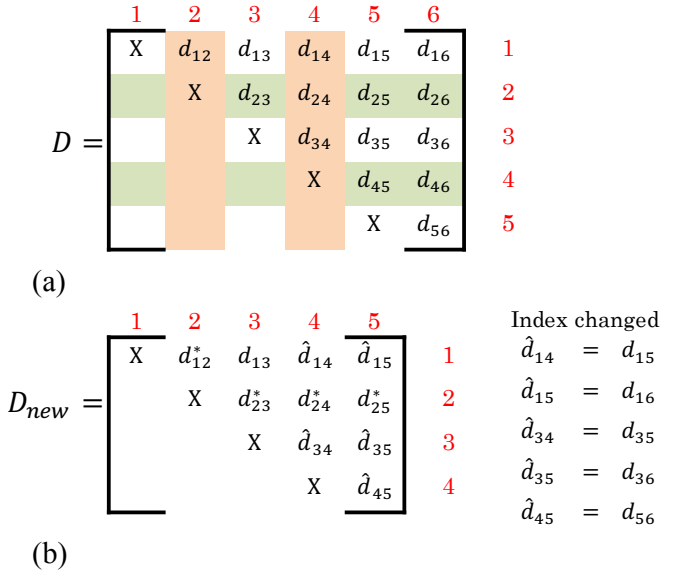 1 2 3 4 5 6
X d₁₂ d₁₃ d₁₄ d₁₅ d₁₆ 1
X d₂₃ d₂₄ d₂₅ d₂₆ 2
D = X d₃₄ d₃₅ d₃₆ 3
X d₄₅ d₄₆ 4
X d₅₆ 5
(a)
1 2 3 4 5 Index changed
X d*₁₂ d₁₃ d̂₁₄ d̂₁₅ 1 d̂₁₄ = d₁₅
D_new = X d*₂₃ d*₂₄ d*₂₅ 2 d̂₁₅ = d₁₆
X d̂₃₄ d̂₃₅ 3 d̂₃₄ = d₃₅
X d̂₄₅ 4 d̂₃₅ = d₃₆
d̂₄₅ = d₅₆
(b)